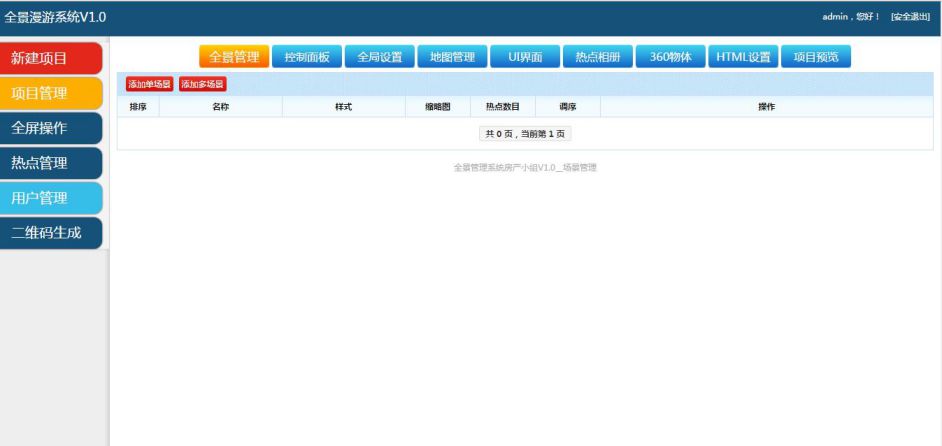 全景漫游系统V1.0
admin，您好！ [安全退出]
新建项目
项目管理
全屏操作
热点管理
用户管理
二维码生成
全景管理 控制面板 全局设置 地图管理 UI界面 热点相册 360物体 HTML设置 项目预览
添加单场景 添加多场景
排序 名称 样式 缩略图 热点数目 调序 操作
共 0 页，当前第 1 页
全景管理系统房产小组V1.0__场景管理